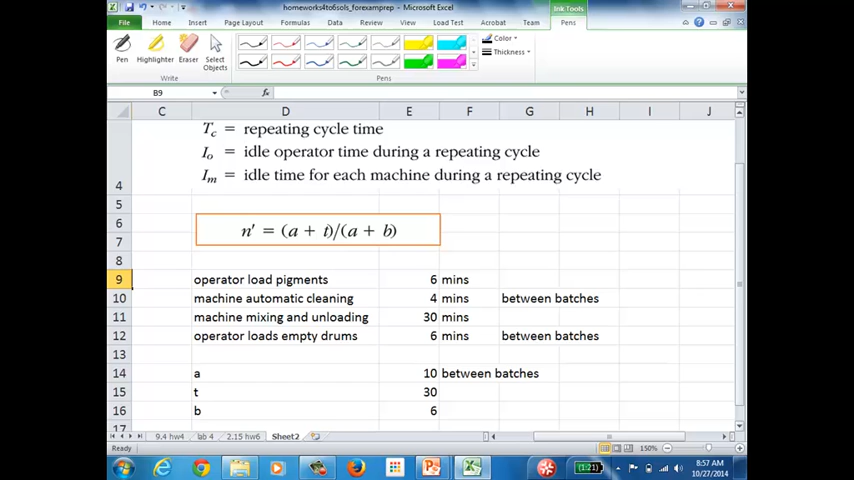 homeworks4to6sols_forexamprep - Microsoft Excel
Ink Tools
File Home Insert Page Layout Formulas Data Review View Load Test Acrobat Team Pens
Pen Highlighter Eraser Select Objects
Color
Thickness
Write Pens
B9 fx
C D E F G H I J
Tc = repeating cycle time
Io = idle operator time during a repeating cycle
4 Im = idle time for each machine during a repeating cycle
5
6
n′ = (a + t)/(a + b)
7
8
9 operator load pigments 6 mins
10 machine automatic cleaning 4 mins between batches
11 machine mixing and unloading 30 mins
12 operator loads empty drums 6 mins between batches
13
14 a 10 between batches
15 t 30
16 b 6
17
9.4 hw4 lab 4 2.15 hw6 Sheet2
Ready 150%
(1:21) 8:57 AM
10/27/2014